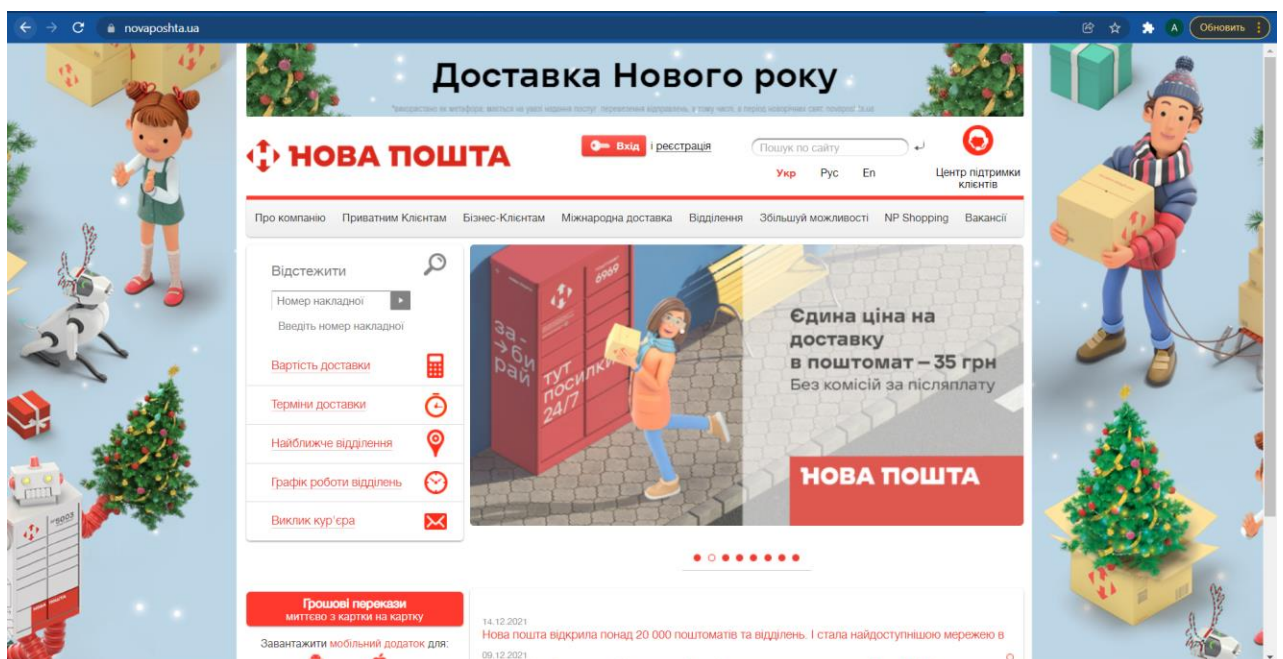 novaposhta.ua
А
Обновить
Доставка Нового року
НОВА ПОШТА
Вхід і реєстрація
Пошук по сайту
Укр Рус En
Центр підтримки
клієнтів
Про компанію Приватним Клієнтам Бізнес-Клієнтам Міжнародна доставка Відділення Збільшуй можливості NP Shopping Вакансії
Відстежити
Номер накладної
Введіть номер накладної
Вартість доставки
Терміни доставки
Найближче відділення
Графік роботи відділень
Виклик кур'єра
6969
за-
би
рай
тут
посилки
24/7
Єдина ціна на
доставку
в поштомат – 35 грн
Без комісій за післяплату
НОВА ПОШТА
№5003
Грошові перекази
миттєво з картки на картку
Завантажити мобільний додаток для:
14.12.2021
Нова пошта відкрила понад 20 000 поштоматів та відділень. І стала найдоступнішою мережею в
09.12.2021